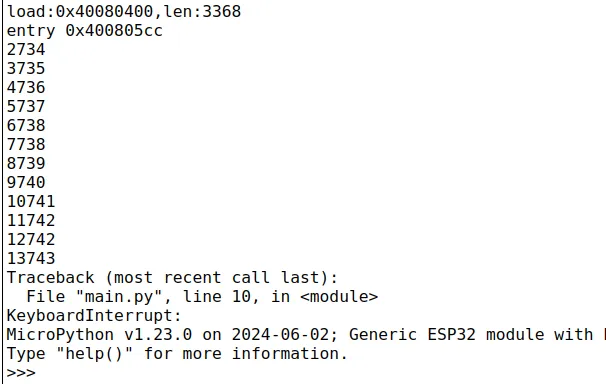 load:0x40080400,len:3368
entry 0x400805cc
2734
3735
4736
5737
6738
7738
8739
9740
10741
11742
12742
13743
Traceback (most recent call last):
  File "main.py", line 10, in <module>
KeyboardInterrupt:
MicroPython v1.23.0 on 2024-06-02; Generic ESP32 module with
Type "help()" for more information.
>>>